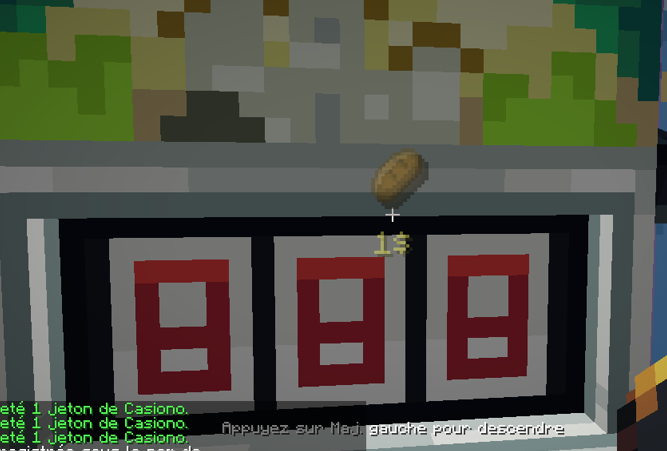 1$
888
eté 1 jeton de Casiono.
eté 1 jeton de Casiono.
eté 1 jeton de Casiono.
Appuyez sur Maj. gauche pour descendre